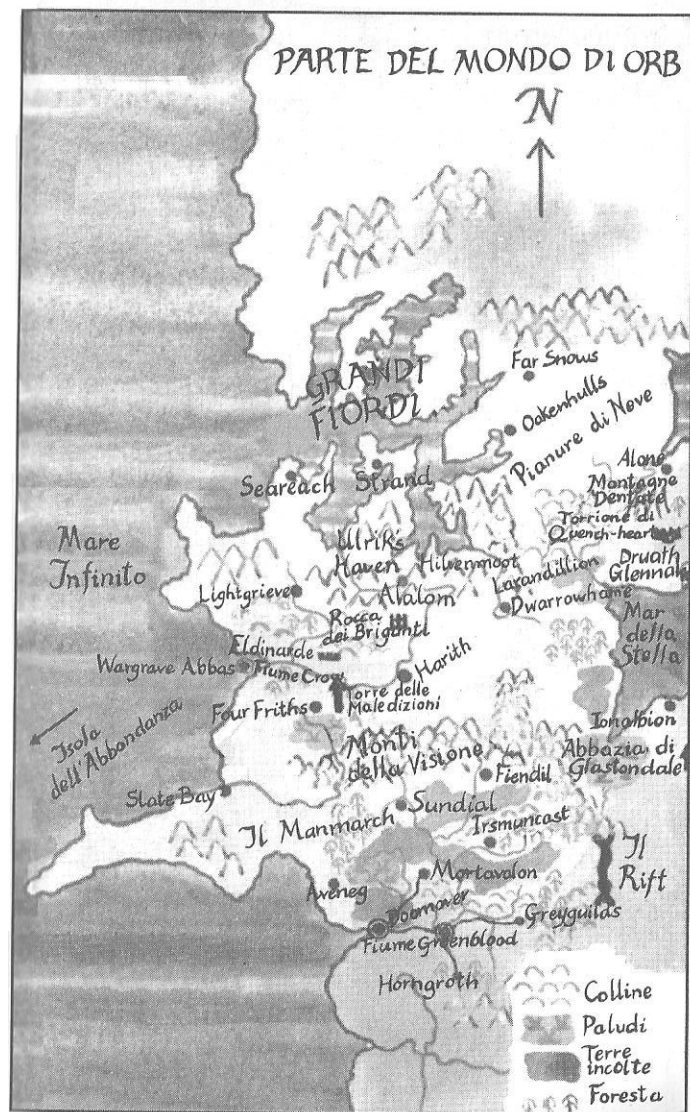 PARTE DEL MONDO DI ORB
N
GRANDI
FIORDI
Far Snows
Oakenhulls
Pianure di Neve
Seareach
Strand
Alone
Montagne
Dentate
Torrione di
Quench-heart
Mare
Infinito
Ulrik's
Haven
Hilvenmoot
Larandillion
Druath
Glennale
Lightgrieve
Alalom
Dwarrowhame
Rocca
dei Briganti
Mar
della
Stella
Eldinarde
Wargrave Abbas
Fiume Crow
Harith
Four Friths
Torre delle
Maledizioni
Isola
dell'Abbondanza
Monti
della Visione
Ionalbion
Abbazia di
Glastondale
Fiendil
Slate Bay
Il Manmarch
Sundial
Irsmuncast
Il
Rift
Mortavalon
Aveneg
Doomover
Greyguilds
Fiume Greenblood
Horngroth
Colline
Paludi
Terre
incolte
Foresta